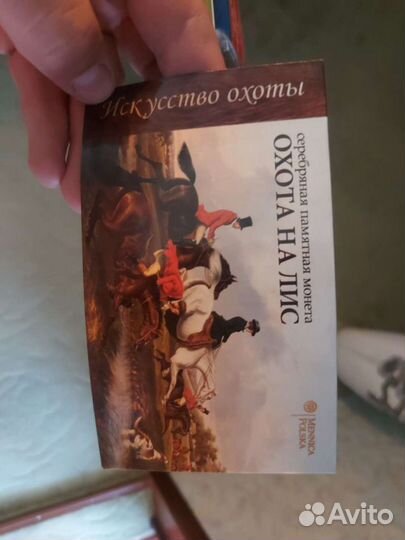 Искусство охоты
серебряная памятная монета
ОХОТА НА ЛИС
MENNICA
POLSKA
Avito